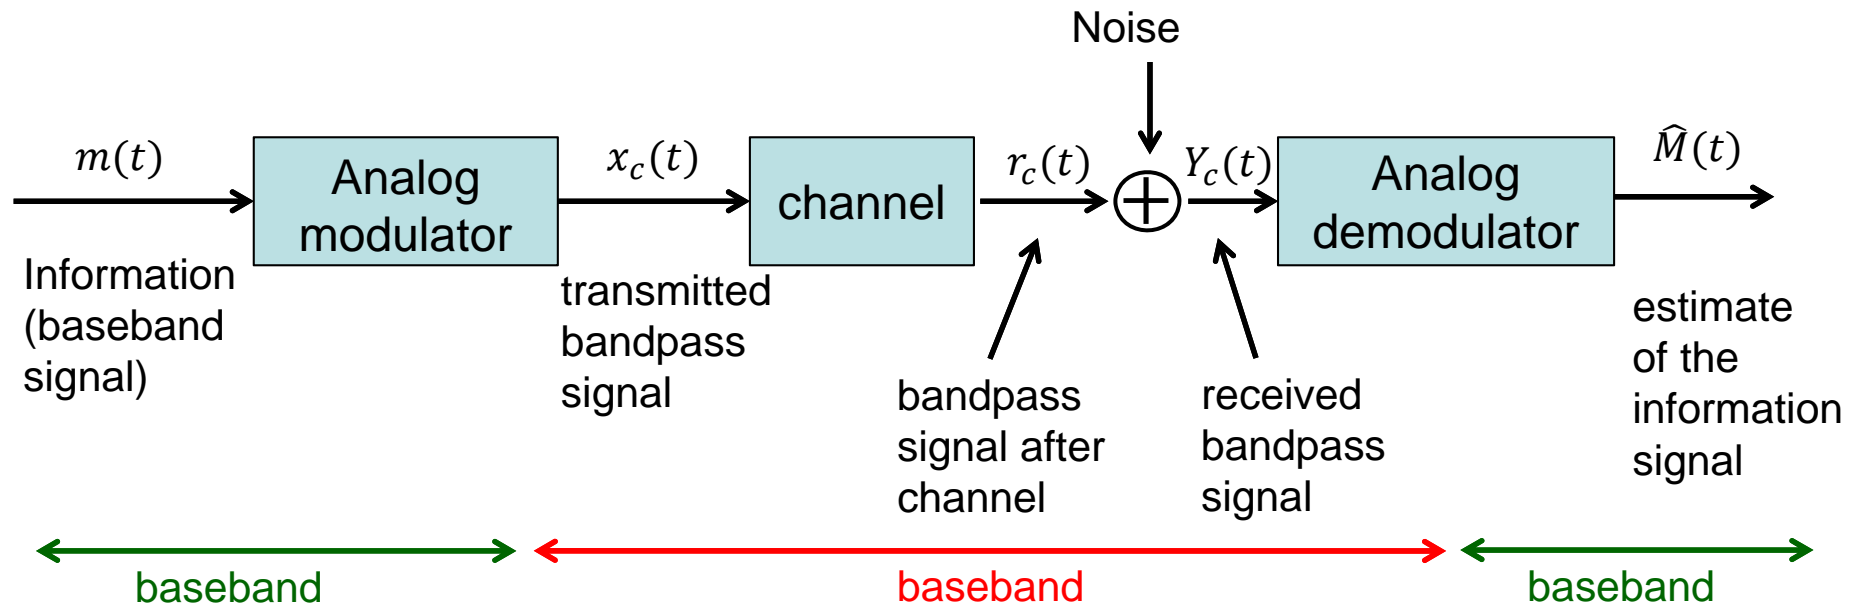 Noise
m(t)
Analog
modulator
x_c(t)
channel
r_c(t)
Y_c(t)
Analog
demodulator
M̂(t)
Information
(baseband
signal)
transmitted
bandpass
signal
bandpass
signal after
channel
received
bandpass
signal
estimate
of the
information
signal
baseband
baseband
baseband